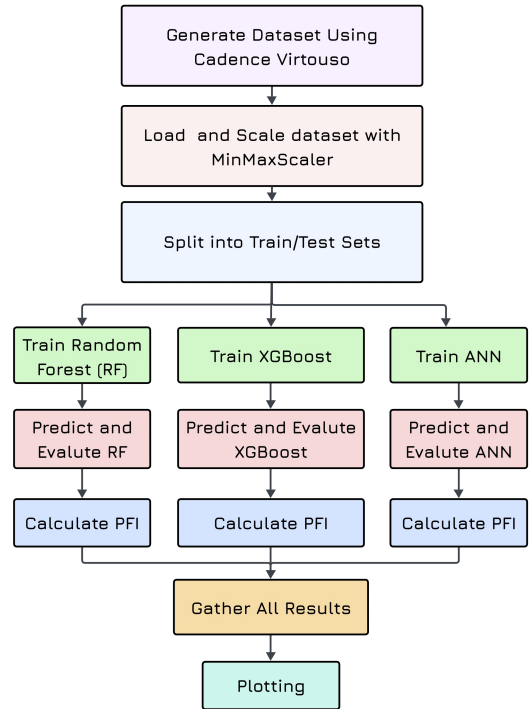 Generate Dataset Using
Cadence Virtouso
Load and Scale dataset with
MinMaxScaler
Split into Train/Test Sets
Train Random
Forest (RF)
Train XGBoost
Train ANN
Predict and
Evalute RF
Predict and Evalute
XGBoost
Predict and
Evalute ANN
Calculate PFI
Calculate PFI
Calculate PFI
Gather All Results
Plotting